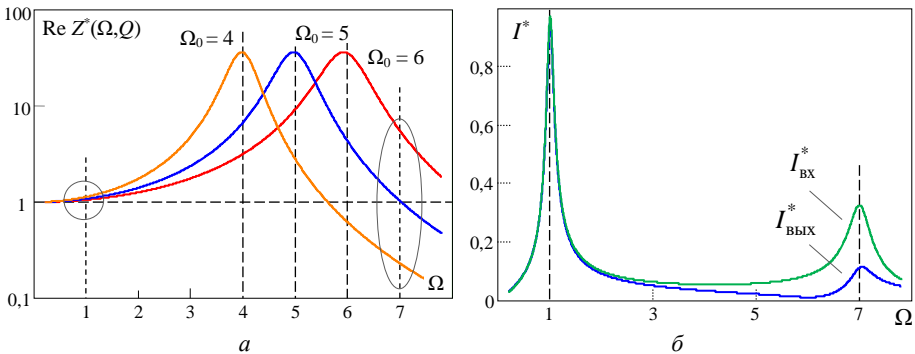 100
Re Z*(Ω,Q)
Ω₀ = 4
Ω₀ = 5
Ω₀ = 6
10
1
0,1
1 2 3 4 5 6 7 Ω
а
I*
0,8
0,6
0,4
0,2
0
I*вх
I*вых
1 3 5 7 Ω
б